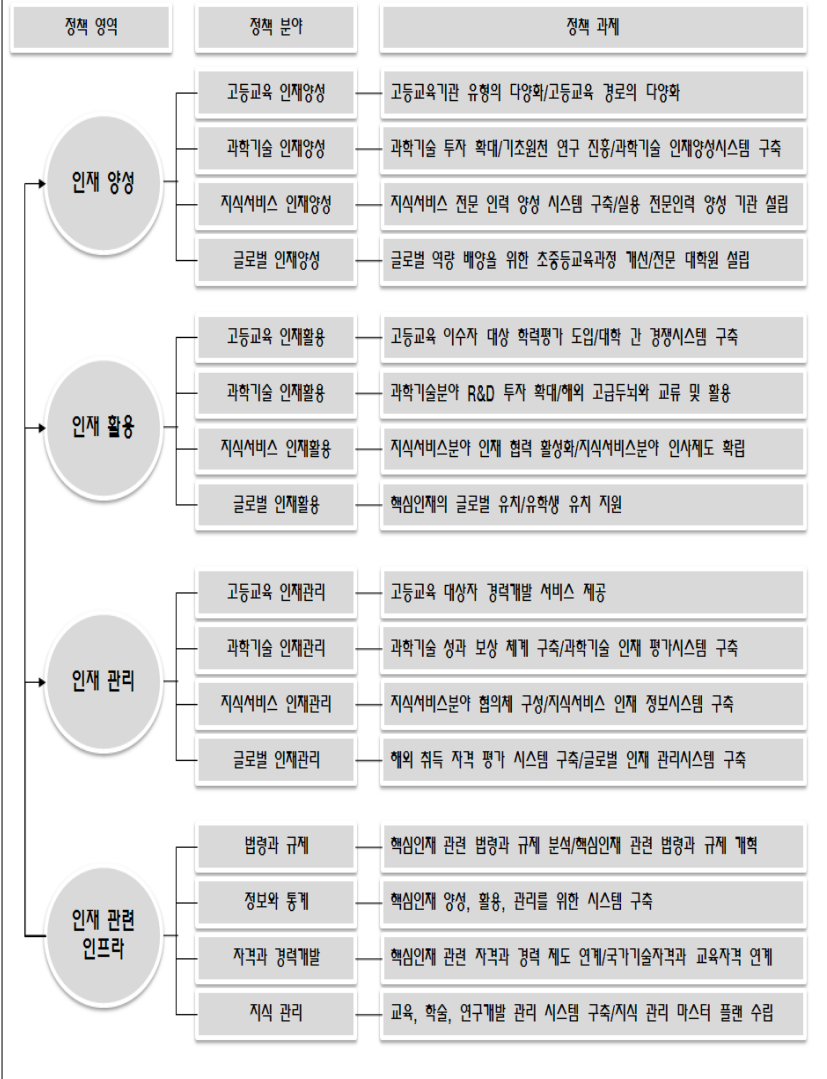 정책 영역
정책 분야
정책 과제
인재 양성
고등교육 인재양성
고등교육기관 유형의 다양화/고등교육 경로의 다양화
과학기술 인재양성
과학기술 투자 확대/기초원천 연구 진흥/과학기술 인재양성시스템 구축
지식서비스 인재양성
지식서비스 전문 인력 양성 시스템 구축/실용 전문인력 양성 기관 설립
글로벌 인재양성
글로벌 역량 배양을 위한 초중등교육과정 개선/전문 대학원 설립
인재 활용
고등교육 인재활용
고등교육 이수자 대상 학력평가 도입/대학 간 경쟁시스템 구축
과학기술 인재활용
과학기술분야 R&D 투자 확대/해외 고급두뇌와 교류 및 활용
지식서비스 인재활용
지식서비스분야 인재 협력 활성화/지식서비스분야 인사제도 확립
글로벌 인재활용
핵심인재의 글로벌 유치/유학생 유치 지원
인재 관리
고등교육 인재관리
고등교육 대상자 경력개발 서비스 제공
과학기술 인재관리
과학기술 성과 보상 체계 구축/과학기술 인재 평가시스템 구축
지식서비스 인재관리
지식서비스분야 협의체 구성/지식서비스 인재 정보시스템 구축
글로벌 인재관리
해외 취득 자격 평가 시스템 구축/글로벌 인재 관리시스템 구축
인재 관련
인프라
법령과 규제
핵심인재 관련 법령과 규제 분석/핵심인재 관련 법령과 규제 개혁
정보와 통계
핵심인재 양성, 활용, 관리를 위한 시스템 구축
자격과 경력개발
핵심인재 관련 자격과 경력 제도 연계/국가기술자격과 교육자격 연계
지식 관리
교육, 학술, 연구개발 관리 시스템 구축/지식 관리 마스터 플랜 수립